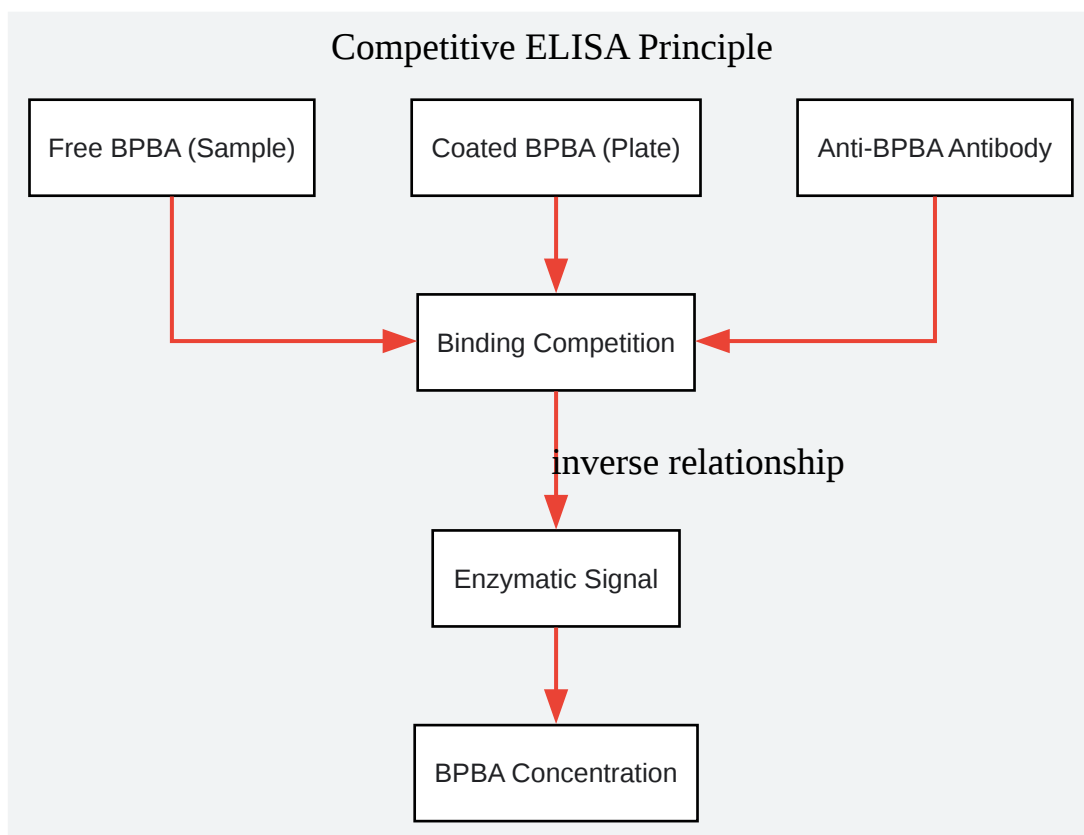 Competitive ELISA Principle
Free BPBA (Sample)
Coated BPBA (Plate)
Anti-BPBA Antibody
Binding Competition
inverse relationship
Enzymatic Signal
BPBA Concentration